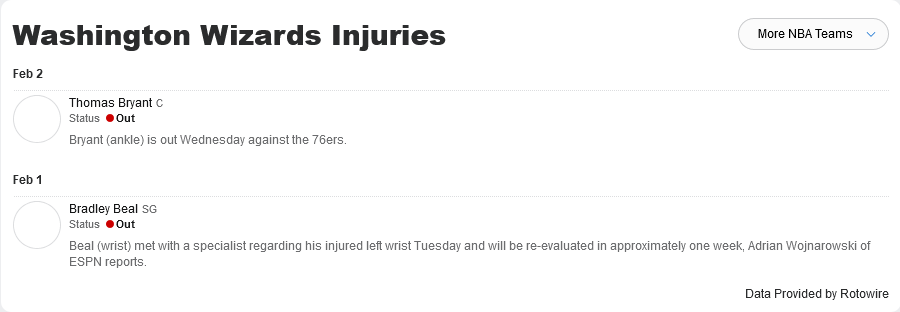 Washington Wizards Injuries
More NBA Teams
Feb 2
Thomas Bryant C
Status Out
Bryant (ankle) is out Wednesday against the 76ers.
Feb 1
Bradley Beal SG
Status Out
Beal (wrist) met with a specialist regarding his injured left wrist Tuesday and will be re-evaluated in approximately one week, Adrian Wojnarowski of
ESPN reports.
Data Provided by Rotowire